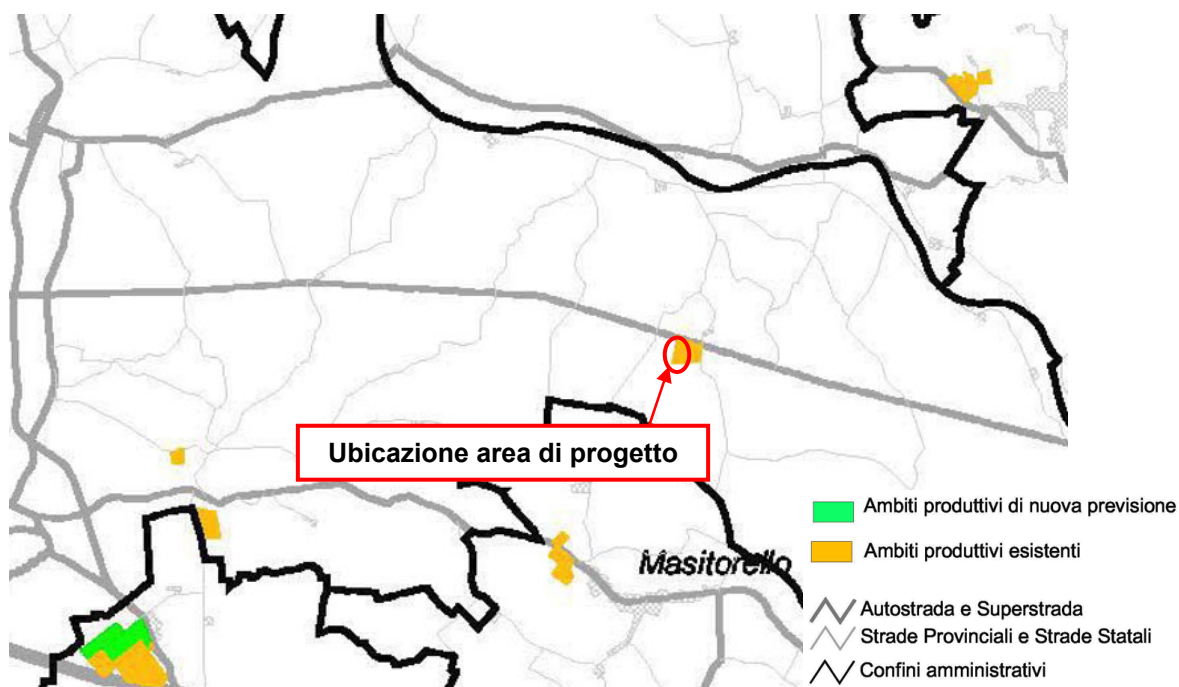 Ubicazione area di progetto
Masitorello
Ambiti produttivi di nuova previsione
Ambiti produttivi esistenti
Autostrada e Superstrada
Strade Provinciali e Strade Statali
Confini amministrativi